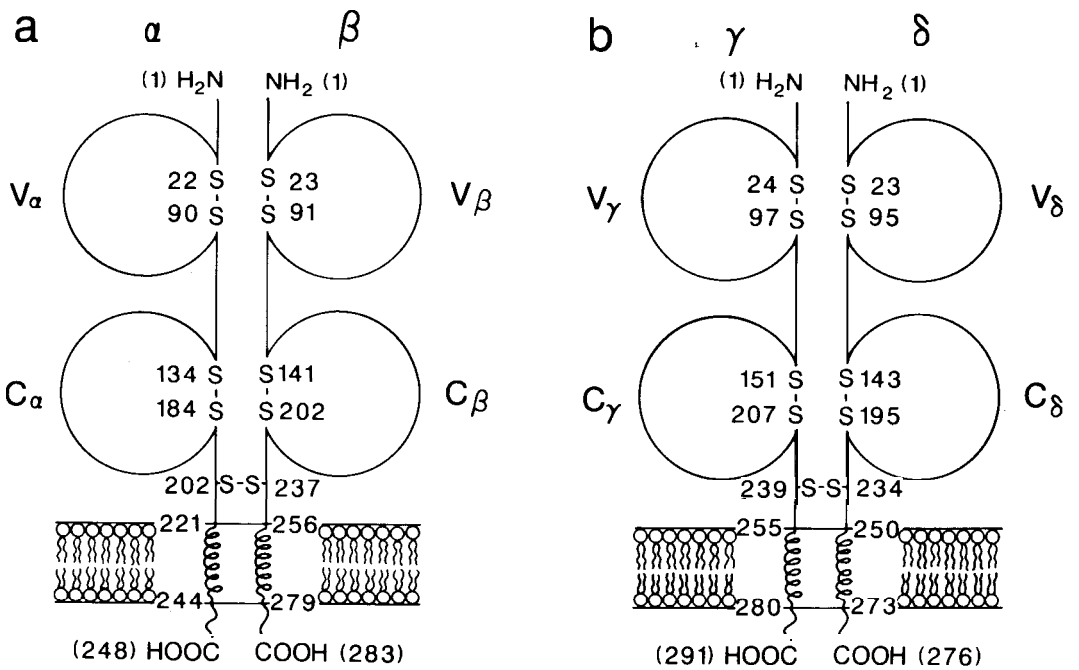 a α β
(1) H₂N NH₂ (1)
Vα 22 S S 23 Vβ
90 S S 91
Cα 134 S S 141 Cβ
184 S S 202
202 S-S 237
221 256
244 279
(248) HOOC COOH (283)
b γ δ
(1) H₂N NH₂ (1)
Vγ 24 S S 23 Vδ
97 S S 95
Cγ 151 S S 143 Cδ
207 S S 195
239 S-S 234
255 250
280 273
(291) HOOC COOH (276)